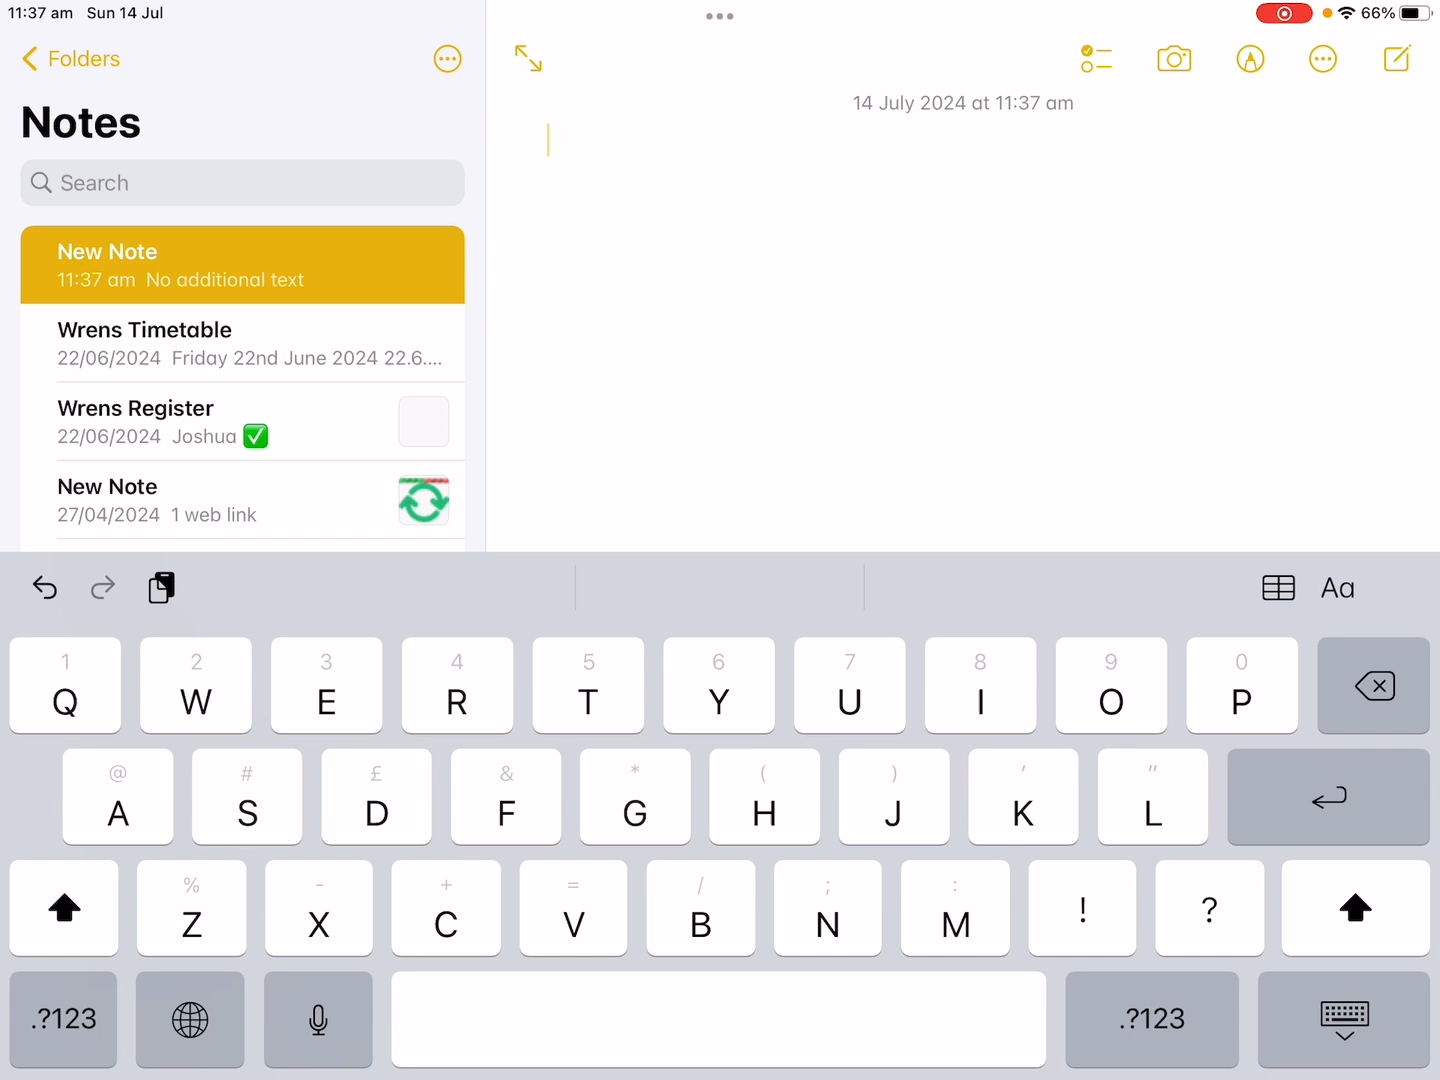 11:37 am Sun 14 Jul
66%
Folders
Notes
Search
New Note
11:37 am No additional text
Wrens Timetable
22/06/2024 Friday 22nd June 2024 22.6....
Wrens Register
22/06/2024 Joshua ✅
New Note
27/04/2024 1 web link
14 July 2024 at 11:37 am
Aa
1 2 3 4 5 6 7 8 9 0
Q W E R T Y U I O P
@ # £ & * ( ) ' "
A S D F G H J K L
% - + = / ; :
Z X C V B N M ! ?
.?123 .?123